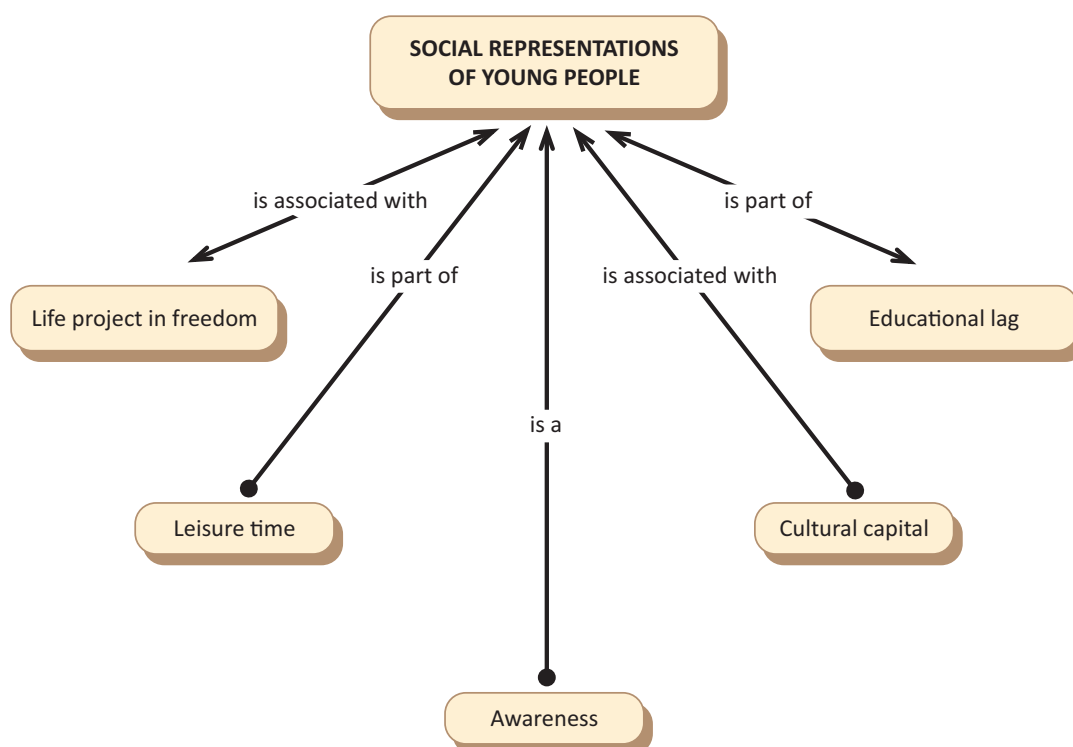 SOCIAL REPRESENTATIONS
OF YOUNG PEOPLE
is associated with
is part of
is part of
is associated with
Life project in freedom
Educational lag
is a
Leisure time
Cultural capital
Awareness